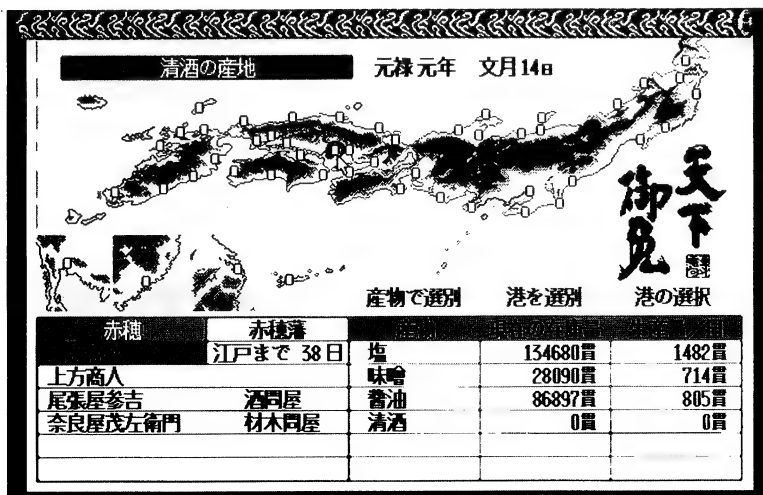 清酒の産地
元禄元年 文月14日
天下御免
産物で選別 港を選別 港の選択
赤穂 赤穂藩 産物
江戸まで 38日 塩 134680貫 1482貫
上方商人 味噌 28090貫 714貫
尾張屋参吉 酒問屋 醤油 86897貫 805貫
奈良屋茂左衛門 材木問屋 清酒 0貫 0貫